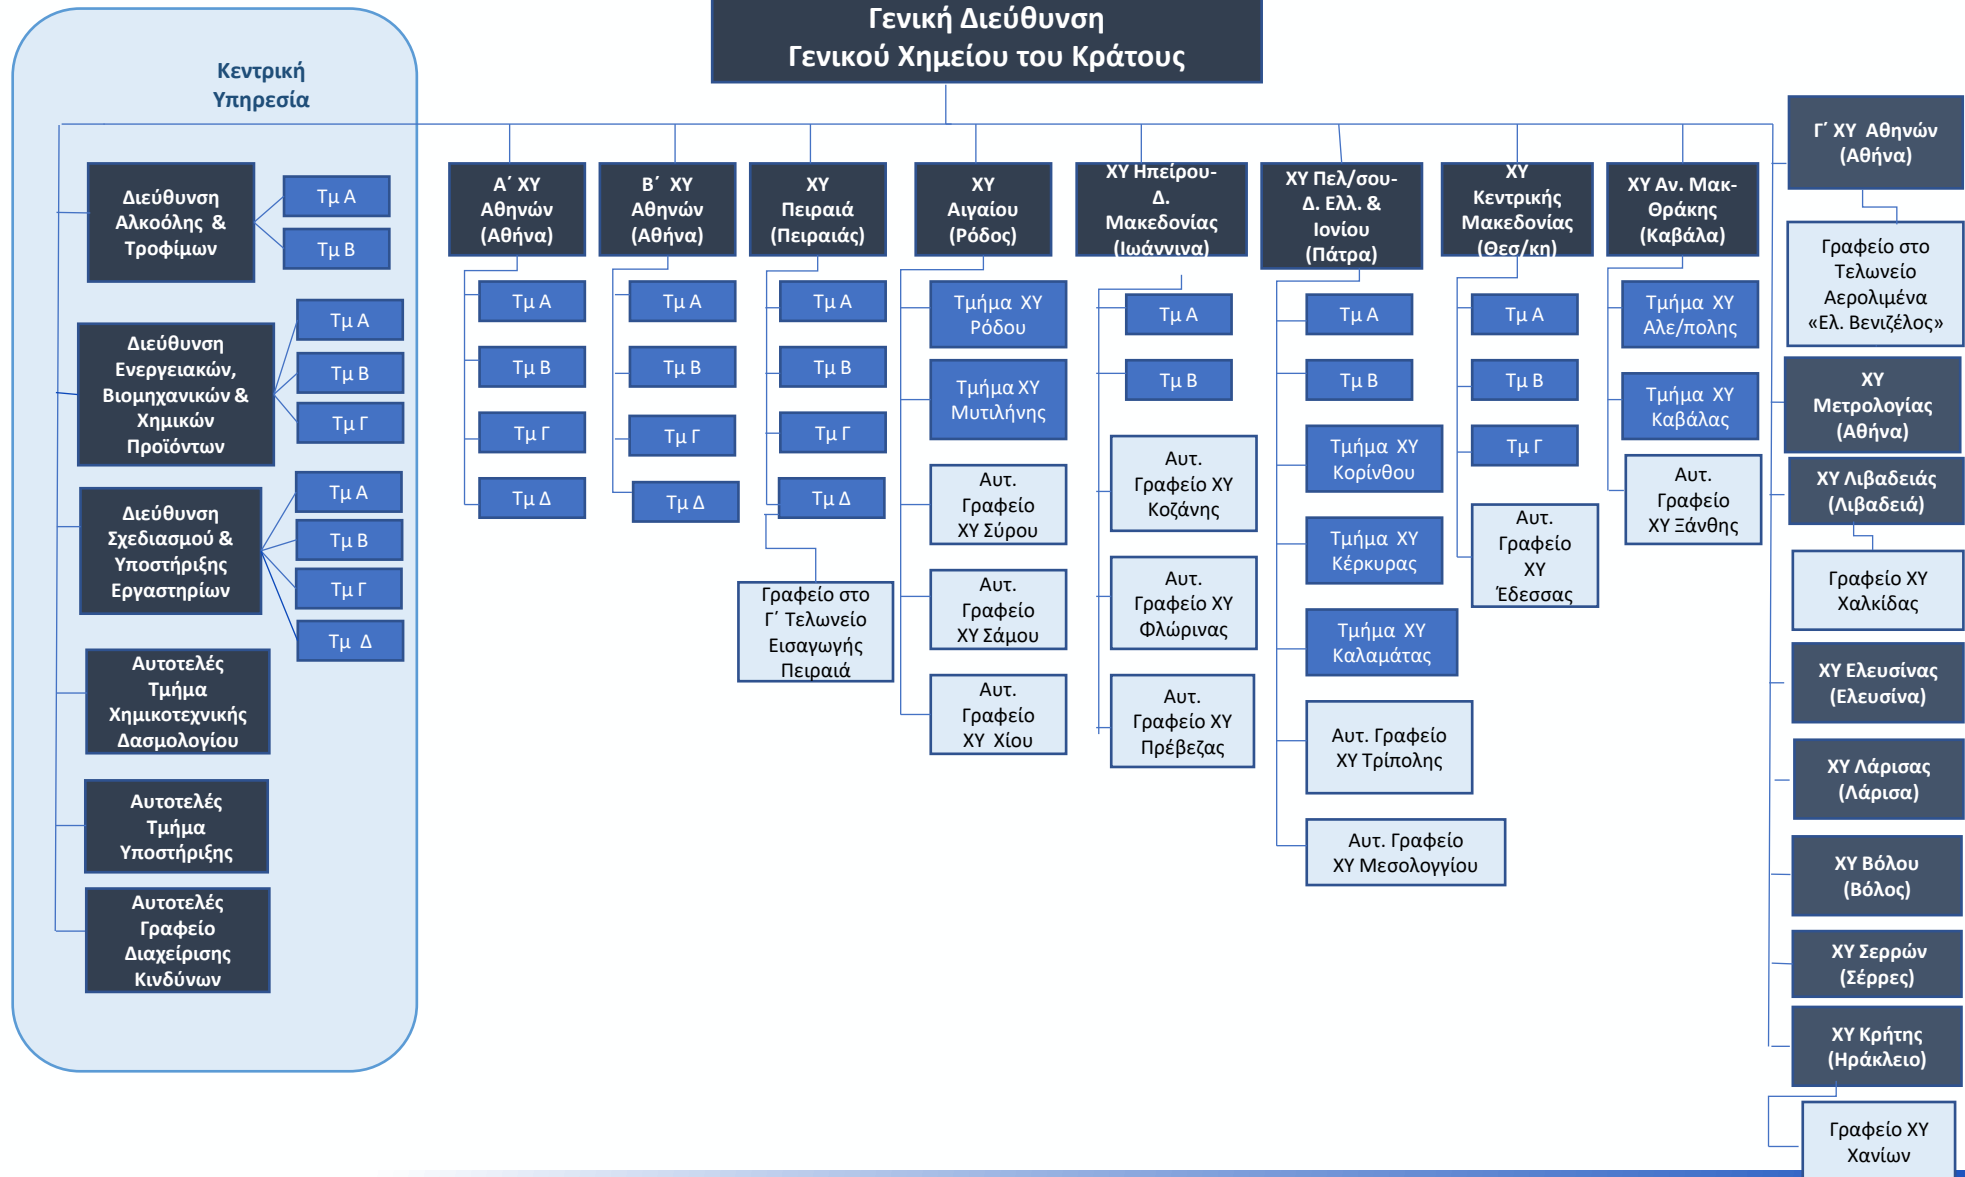 Γενική Διεύθυνση
Γενικού Χημείου του Κράτους
Κεντρική
Υπηρεσία
Διεύθυνση
Αλκοόλης & 
Τροφίμων
Τμ Α
Τμ Β
Διεύθυνση
Ενεργειακών,
Βιομηχανικών &
Χημικών
Προϊόντων
Τμ Α
Τμ Β
Τμ Γ
Διεύθυνση
Σχεδιασμού &
Υποστήριξης
Εργαστηρίων
Τμ Α
Τμ Β
Τμ Γ
Τμ Δ
Αυτοτελές
Τμήμα
Χημικοτεχνικής
Δασμολογίου
Αυτοτελές
Τμήμα
Υποστήριξης
Αυτοτελές
Γραφείο
Διαχείρισης
Κινδύνων
Α΄ ΧΥ
Αθηνών
(Αθήνα)
Τμ Α
Τμ Β
Τμ Γ
Τμ Δ
Β΄ ΧΥ
Αθηνών
(Αθήνα)
Τμ Α
Τμ Β
Τμ Γ
Τμ Δ
ΧΥ
Πειραιά
(Πειραιάς)
Τμ Α
Τμ Β
Τμ Γ
Τμ Δ
Γραφείο στο
Γ΄ Τελωνείο
Εισαγωγής
Πειραιά
ΧΥ
Αιγαίου
(Ρόδος)
Τμήμα ΧΥ
Ρόδου
Τμήμα ΧΥ
Μυτιλήνης
Αυτ.
Γραφείο
ΧΥ Σύρου
Αυτ.
Γραφείο
ΧΥ Σάμου
Αυτ.
Γραφείο
ΧΥ Χίου
ΧΥ Ηπείρου-
Δ.
Μακεδονίας
(Ιωάννινα)
Τμ Α
Τμ Β
Αυτ.
Γραφείο ΧΥ
Κοζάνης
Αυτ.
Γραφείο ΧΥ
Φλώρινας
Αυτ.
Γραφείο ΧΥ
Πρέβεζας
ΧΥ Πελ/σου-
Δ. Ελλ. &
Ιονίου
(Πάτρα)
Τμ Α
Τμ Β
Τμήμα ΧΥ
Κορίνθου
Τμήμα ΧΥ
Κέρκυρας
Τμήμα ΧΥ
Καλαμάτας
Αυτ. Γραφείο
ΧΥ Τρίπολης
Αυτ. Γραφείο
ΧΥ Μεσολογγίου
ΧΥ
Κεντρικής
Μακεδονίας
(Θεσ/κη)
Τμ Α
Τμ Β
Τμ Γ
Αυτ.
Γραφείο
ΧΥ
Έδεσσας
ΧΥ Αν. Μακ-
Θράκης
(Καβάλα)
Τμήμα ΧΥ
Αλε/πολης
Τμήμα ΧΥ
Καβάλας
Αυτ.
Γραφείο
ΧΥ Ξάνθης
Γ΄ ΧΥ Αθηνών
(Αθήνα)
Γραφείο στο
Τελωνείο
Αερολιμένα
«Ελ. Βενιζέλος»
ΧΥ
Μετρολογίας
(Αθήνα)
ΧΥ Λιβαδειάς
(Λιβαδειά)
Γραφείο ΧΥ
Χαλκίδας
ΧΥ Ελευσίνας
(Ελευσίνα)
ΧΥ Λάρισας
(Λάρισα)
ΧΥ Βόλου
(Βόλος)
ΧΥ Σερρών
(Σέρρες)
ΧΥ Κρήτης
(Ηράκλειο)
Γραφείο ΧΥ
Χανίων